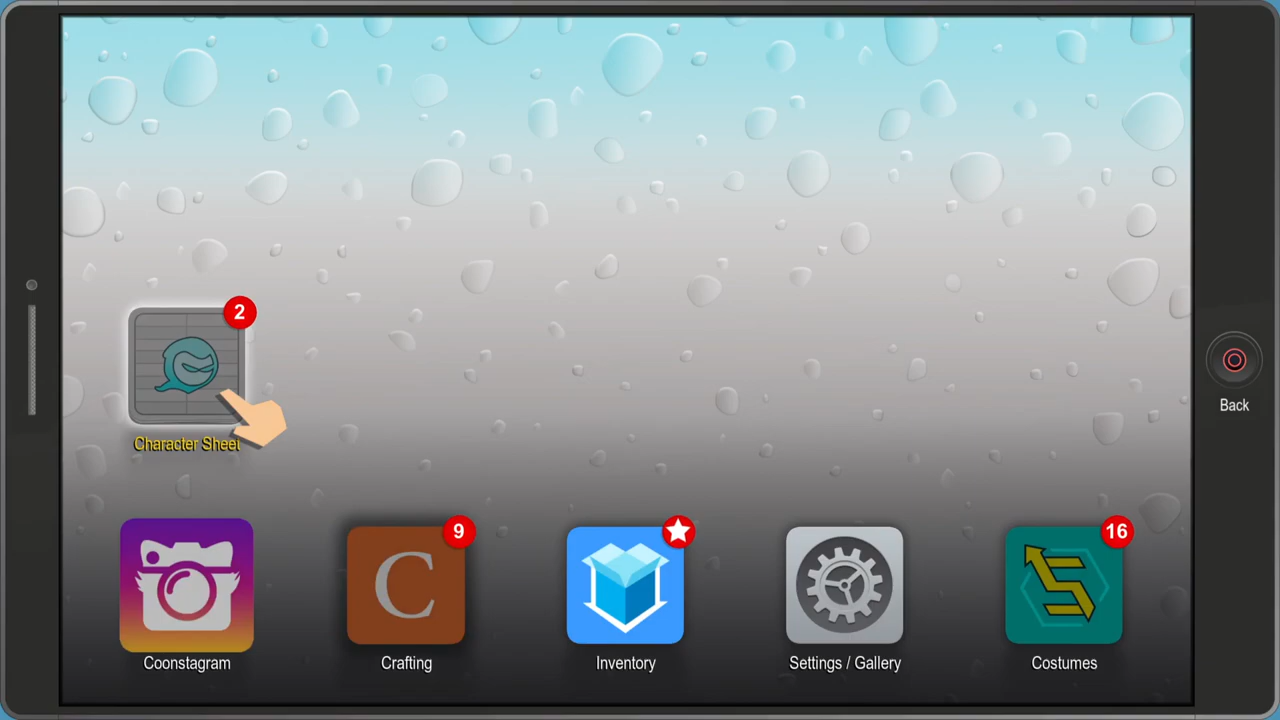 2
Character Sheet
Back
9
16
C
S
Coonstagram
Crafting
Inventory
Settings / Gallery
Costumes